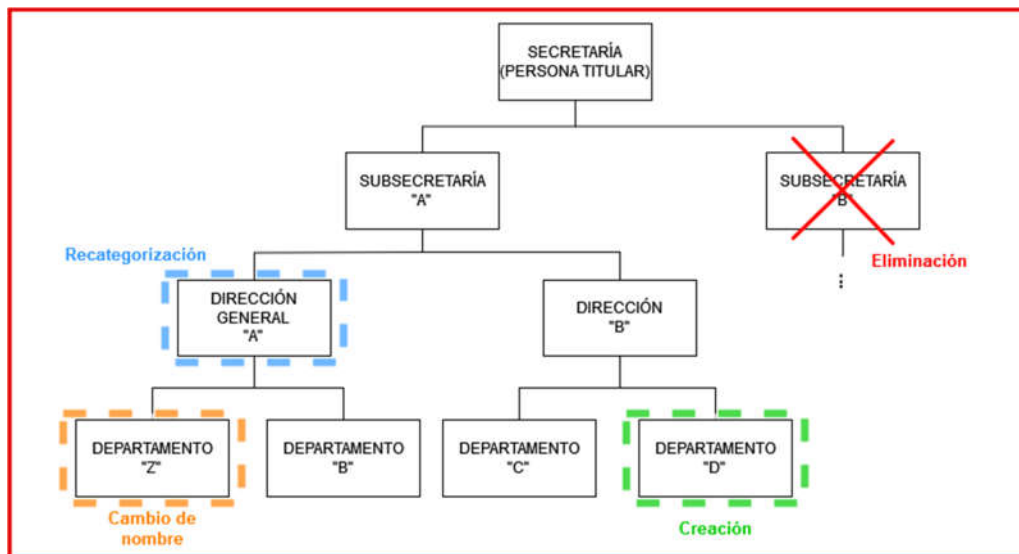 SECRETARÍA
(PERSONA TITULAR)
SUBSECRETARÍA
"A"
SUBSECRETARÍA
"B"
Recategorización
Eliminación
DIRECCIÓN
GENERAL
"A"
DIRECCIÓN
"B"
DEPARTAMENTO
"Z"
DEPARTAMENTO
"B"
DEPARTAMENTO
"C"
DEPARTAMENTO
"D"
Cambio de
nombre
Creación